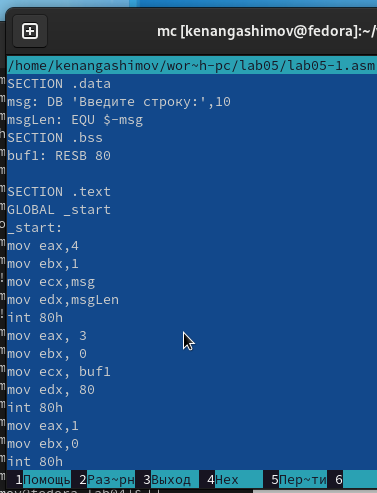 mc [kenangashimov@fedora]:~/
/home/kenangashimov/wor~h-pc/lab05/lab05-1.asm
SECTION .data
msg: DB 'Введите строку:',10
msgLen: EQU $-msg
SECTION .bss
buf1: RESB 80
SECTION .text
GLOBAL _start
_start:
mov eax,4
mov ebx,1
mov ecx,msg
mov edx,msgLen
int 80h
mov eax, 3
mov ebx, 0
mov ecx, buf1
mov edx, 80
int 80h
mov eax,1
mov ebx,0
int 80h
1Помощь 2Раз~рн 3Выход 4Hex 5Пер~ти 6